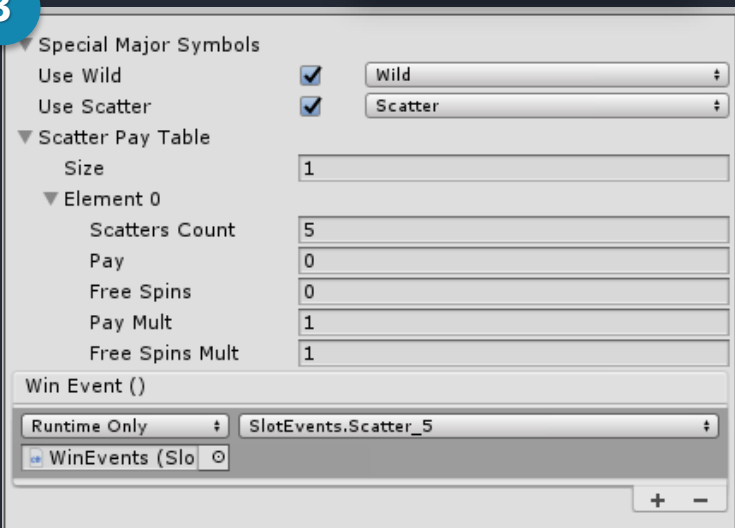 3
Special Major Symbols
Use Wild Wild
Use Scatter Scatter
Scatter Pay Table
Size 1
Element 0
Scatters Count 5
Pay 0
Free Spins 0
Pay Mult 1
Free Spins Mult 1
Win Event ()
Runtime Only SlotEvents.Scatter_5
WinEvents (Slo
+ −